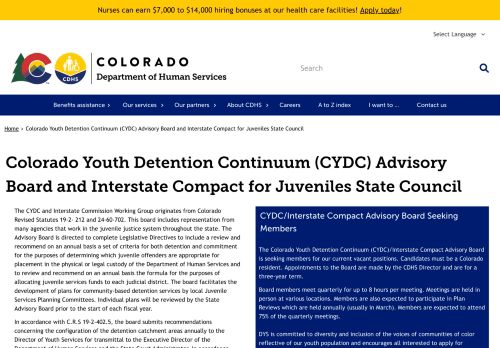 Nurses can earn $7,000 to $14,000 hiring bonuses at our health care facilities! Apply today!
Select Language
COLORADO
Department of Human Services
CO
CDHS
Search
Benefits assistance
Our services
Our partners
About CDHS
Careers
A to Z index
I want to ...
Contact us
Home › Colorado Youth Detention Continuum (CYDC) Advisory Board and Interstate Compact for Juveniles State Council
Colorado Youth Detention Continuum (CYDC) Advisory
Board and Interstate Compact for Juveniles State Council
The CYDC and Interstate Commission Working Group originates from Colorado
Revised Statutes 19-2- 212 and 24-60-702. This board includes representation from
many agencies that work in the juvenile justice system throughout the state. The
Advisory Board is directed to complete Legislative Directives to include a review and
recommend on an annual basis a set of criteria for both detention and commitment
for the purposes of determining which juvenile offenders are appropriate for
placement in the physical or legal custody of the Department of Human Services and
to review and recommend on an annual basis the formula for the purposes of
allocating juvenile services funds to each judicial district. The board facilitates the
development of plans for community-based detention services by local Juvenile
Services Planning Committees. Individual plans will be reviewed by the State
Advisory Board prior to the start of each fiscal year.
In accordance with C.R.S 19-2-402.5, the board submits recommendations
concerning the configuration of the detention catchment areas annually to the
Director of Youth Services for transmittal to the Executive Director of the
CYDC/Interstate Compact Advisory Board Seeking
Members
The Colorado Youth Detention Continuum (CYDC)/Interstate Compact Advisory Board
is seeking members for our current vacant positions. Candidates must be a Colorado
resident. Appointments to the Board are made by the CDHS Director and are for a
three-year term.
Board members meet quarterly for up to 8 hours per meeting. Meetings are held in
person at various locations. Members are also expected to participate in Plan
Reviews which are held annually (usually in March). Members are expected to attend
75% of the quarterly meetings.
DYS is committed to diversity and inclusion of the voices of communities of color
reflective of our youth population and encourages all interested to apply for